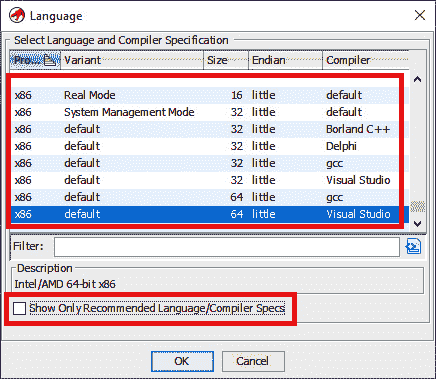 Language
Select Language and Compiler Specification
Pro... Variant Size Endian Compiler
x86 Real Mode 16 little default
x86 System Management Mode 32 little default
x86 default 32 little Borland C++
x86 default 32 little Delphi
x86 default 32 little gcc
x86 default 32 little Visual Studio
x86 default 64 little gcc
x86 default 64 little Visual Studio
Filter:
Description
Intel/AMD 64-bit x86
Show Only Recommended Language/Compiler Specs
OK Cancel